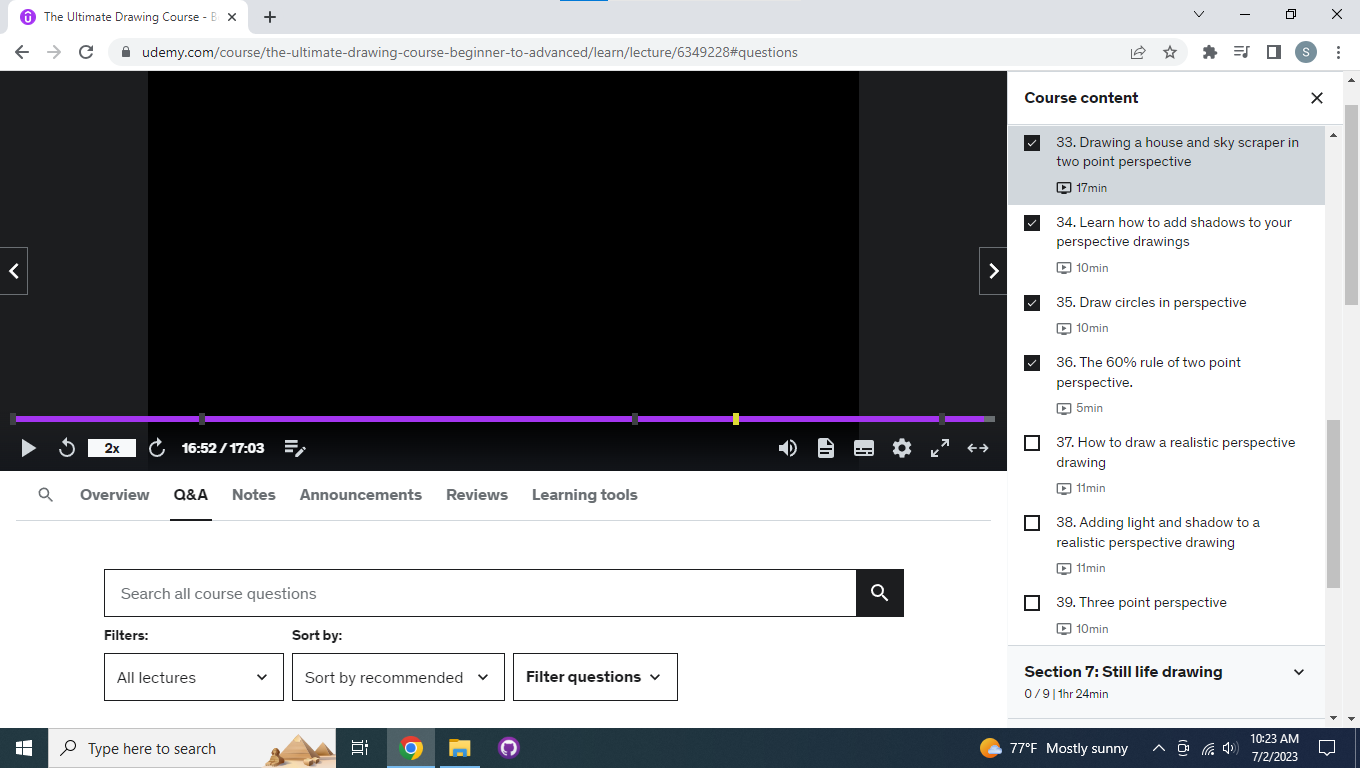 The Ultimate Drawing Course - B
udemy.com/course/the-ultimate-drawing-course-beginner-to-advanced/learn/lecture/6349228#questions
S
Course content
33. Drawing a house and sky scraper in
two point perspective
17min
34. Learn how to add shadows to your
perspective drawings
10min
35. Draw circles in perspective
10min
36. The 60% rule of two point
perspective.
5min
37. How to draw a realistic perspective
drawing
11min
38. Adding light and shadow to a
realistic perspective drawing
11min
39. Three point perspective
10min
Section 7: Still life drawing
0 / 9 | 1hr 24min
2x
16:52 / 17:03
Overview Q&A Notes Announcements Reviews Learning tools
Search all course questions
Filters: Sort by:
All lectures Sort by recommended Filter questions
Type here to search
77°F Mostly sunny
10:23 AM
7/2/2023